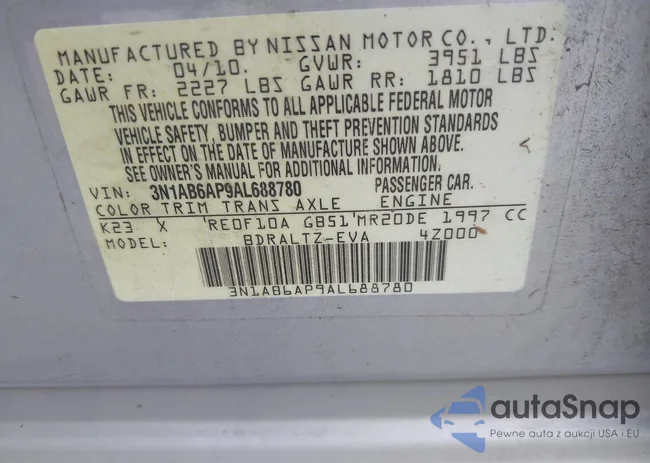 MANUFACTURED BY NISSAN MOTOR CO., LTD.
DATE: 04/10. GVWR: 3951 LBS
GAWR FR: 2227 LBS GAWR RR: 1810 LBS
THIS VEHICLE CONFORMS TO ALL APPLICABLE FEDERAL MOTOR
VEHICLE SAFETY, BUMPER AND THEFT PREVENTION STANDARDS
IN EFFECT ON THE DATE OF MANUFACTURE SHOWN ABOVE.
SEE OWNER'S MANUAL FOR ADDITIONAL INFORMATION.
VIN: 3N1AB6AP9AL688780 PASSENGER CAR.
COLOR TRIM TRANS AXLE ENGINE
K23 X RE0F10A GB51 MR20DE 1997 CC
MODEL: BDRALTZ-EVA 4Z000
3N1AB6AP9AL688780
autaSnap
Pewne auta z aukcji USA i EU